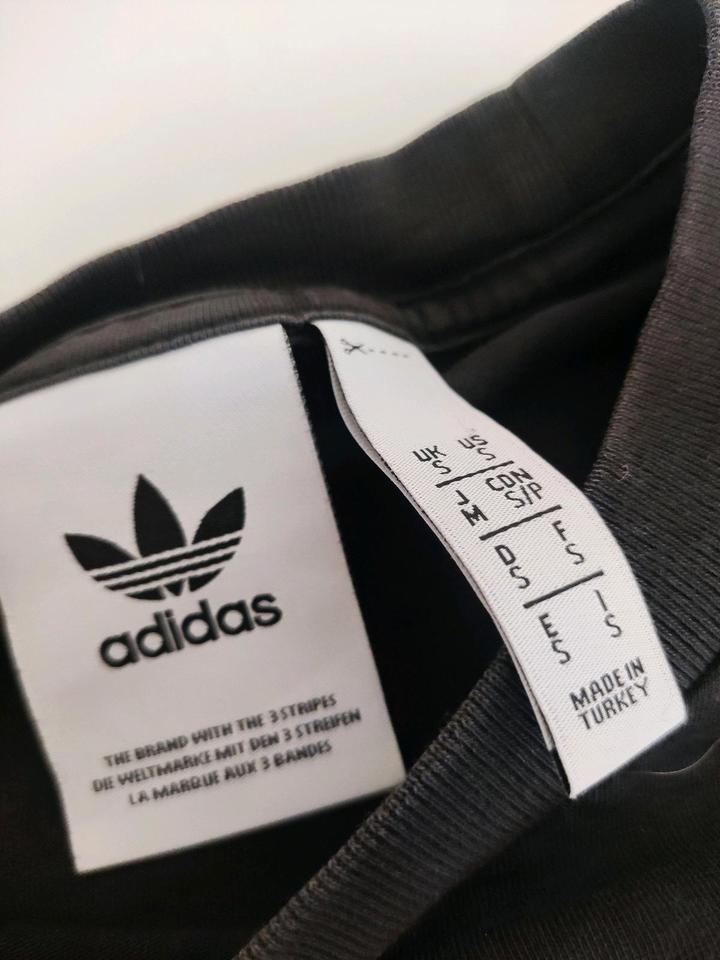 adidas
THE BRAND WITH THE 3 STRIPES
DIE WELTMARKE MIT DEN 3 STREIFEN
LA MARQUE AUX 3 BANDES
UK S
US S
J M
CDN S/P
D S
F S
E S
I S
MADE IN
TURKEY